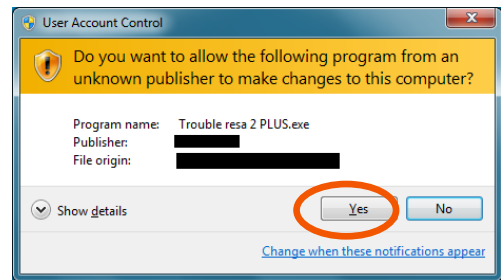 User Account Control
Do you want to allow the following program from an
unknown publisher to make changes to this computer?
Program name: Trouble resa 2 PLUS.exe
Publisher:
File origin:
Show details
Yes
No
Change when these notifications appear